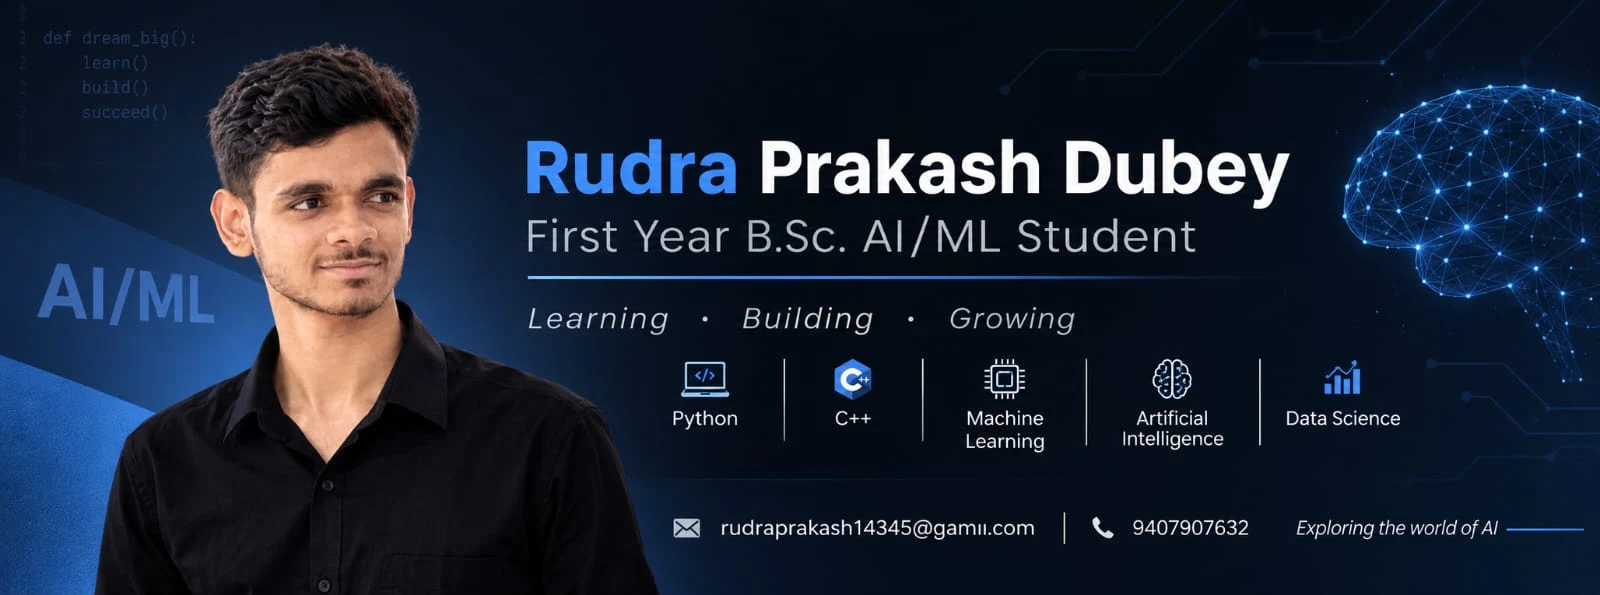 def dream_big():
learn()
build()
succeed()
AI/ML
Rudra Prakash Dubey
First Year B.Sc. AI/ML Student
Learning • Building • Growing
</>
Python
C++
C++
Machine
Learning
Artificial
Intelligence
Data Science
rudraprakash14345@gamıı.com
9407907632
Exploring the world of AI